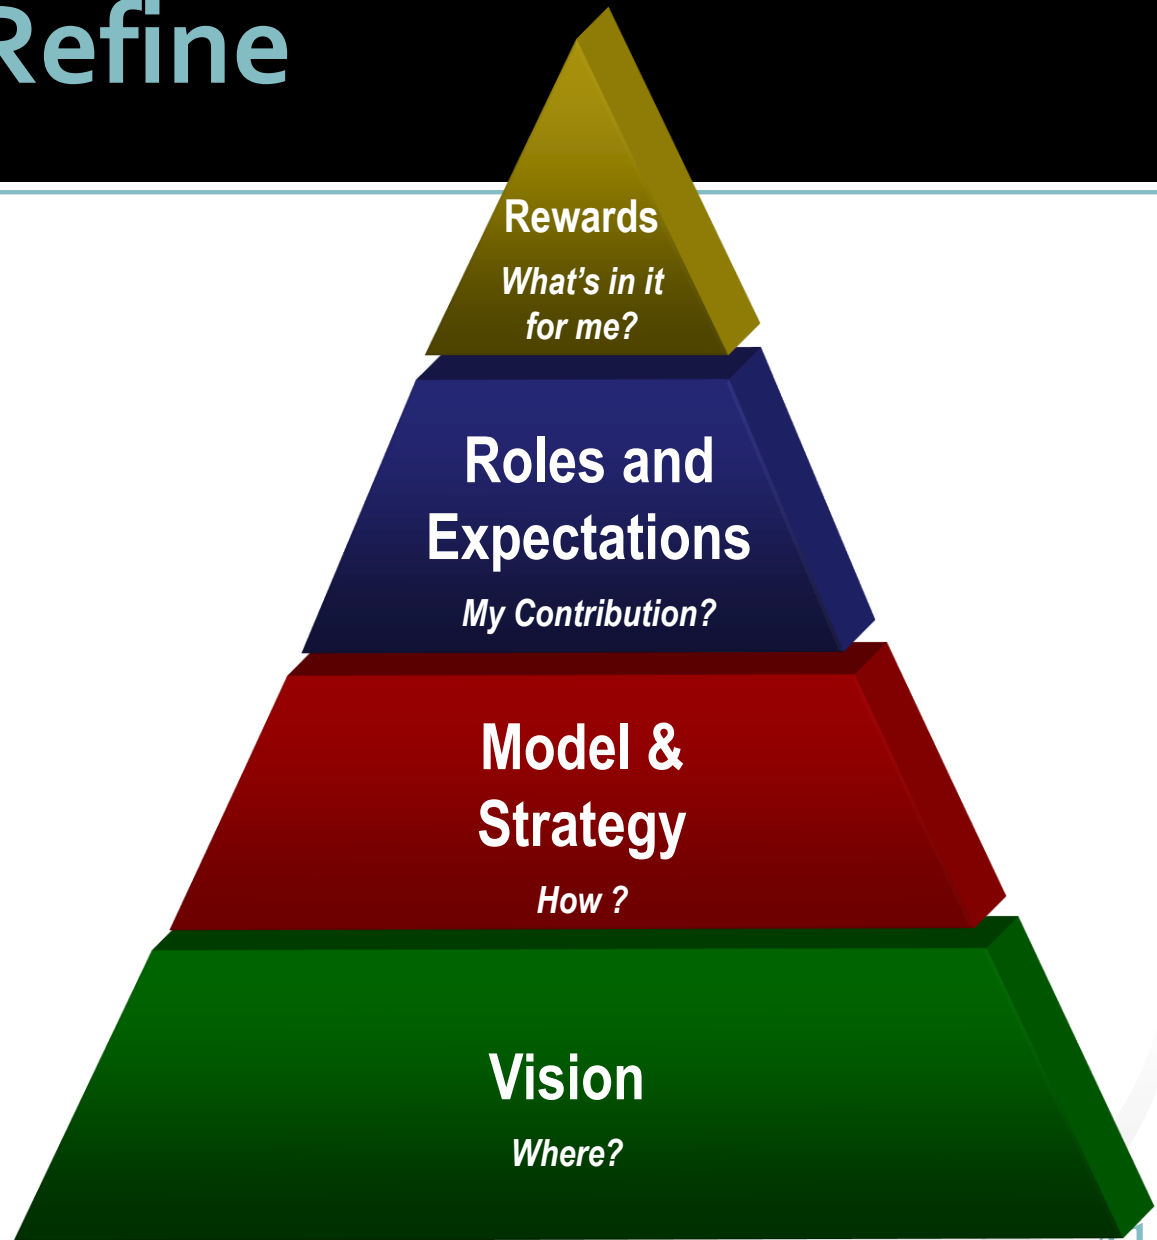 Refine
Rewards
What's in it
for me?
Roles and
Expectations
My Contribution?
Model &
Strategy
How ?
Vision
Where?